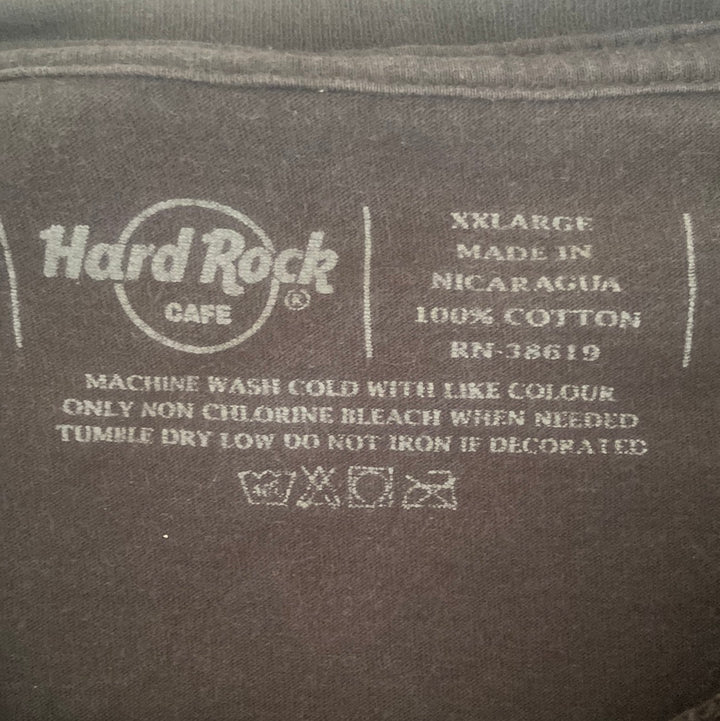 Hard Rock
CAFE
®
XXLARGE
MADE IN
NICARAGUA
100% COTTON
RN-38619
MACHINE WASH COLD WITH LIKE COLOUR
ONLY NON CHLORINE BLEACH WHEN NEEDED
TUMBLE DRY LOW DO NOT IRON IF DECORATED